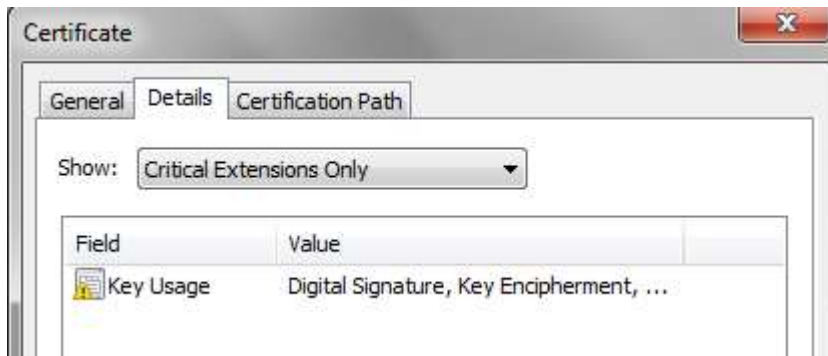 Certificate
General Details Certification Path
Show: Critical Extensions Only
Field Value
Key Usage Digital Signature, Key Encipherment, ...